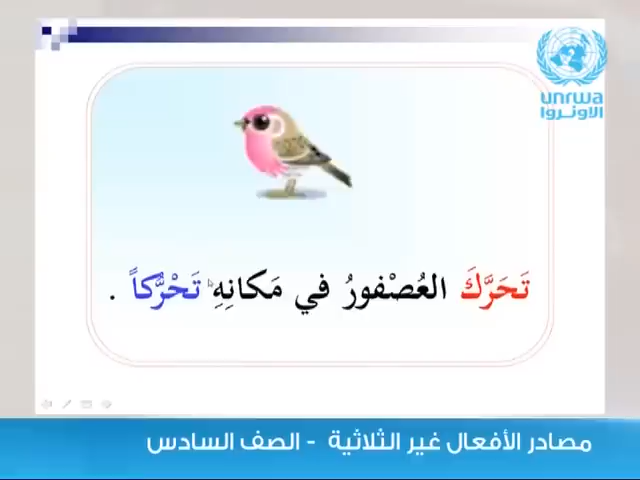 unrwa
الأونروا
تَحَرَّكَ العُصْفورُ في مَكانِهِ تَحْرُّكاً .
مصادر الأفعال غير الثلاثية - الصف السادس